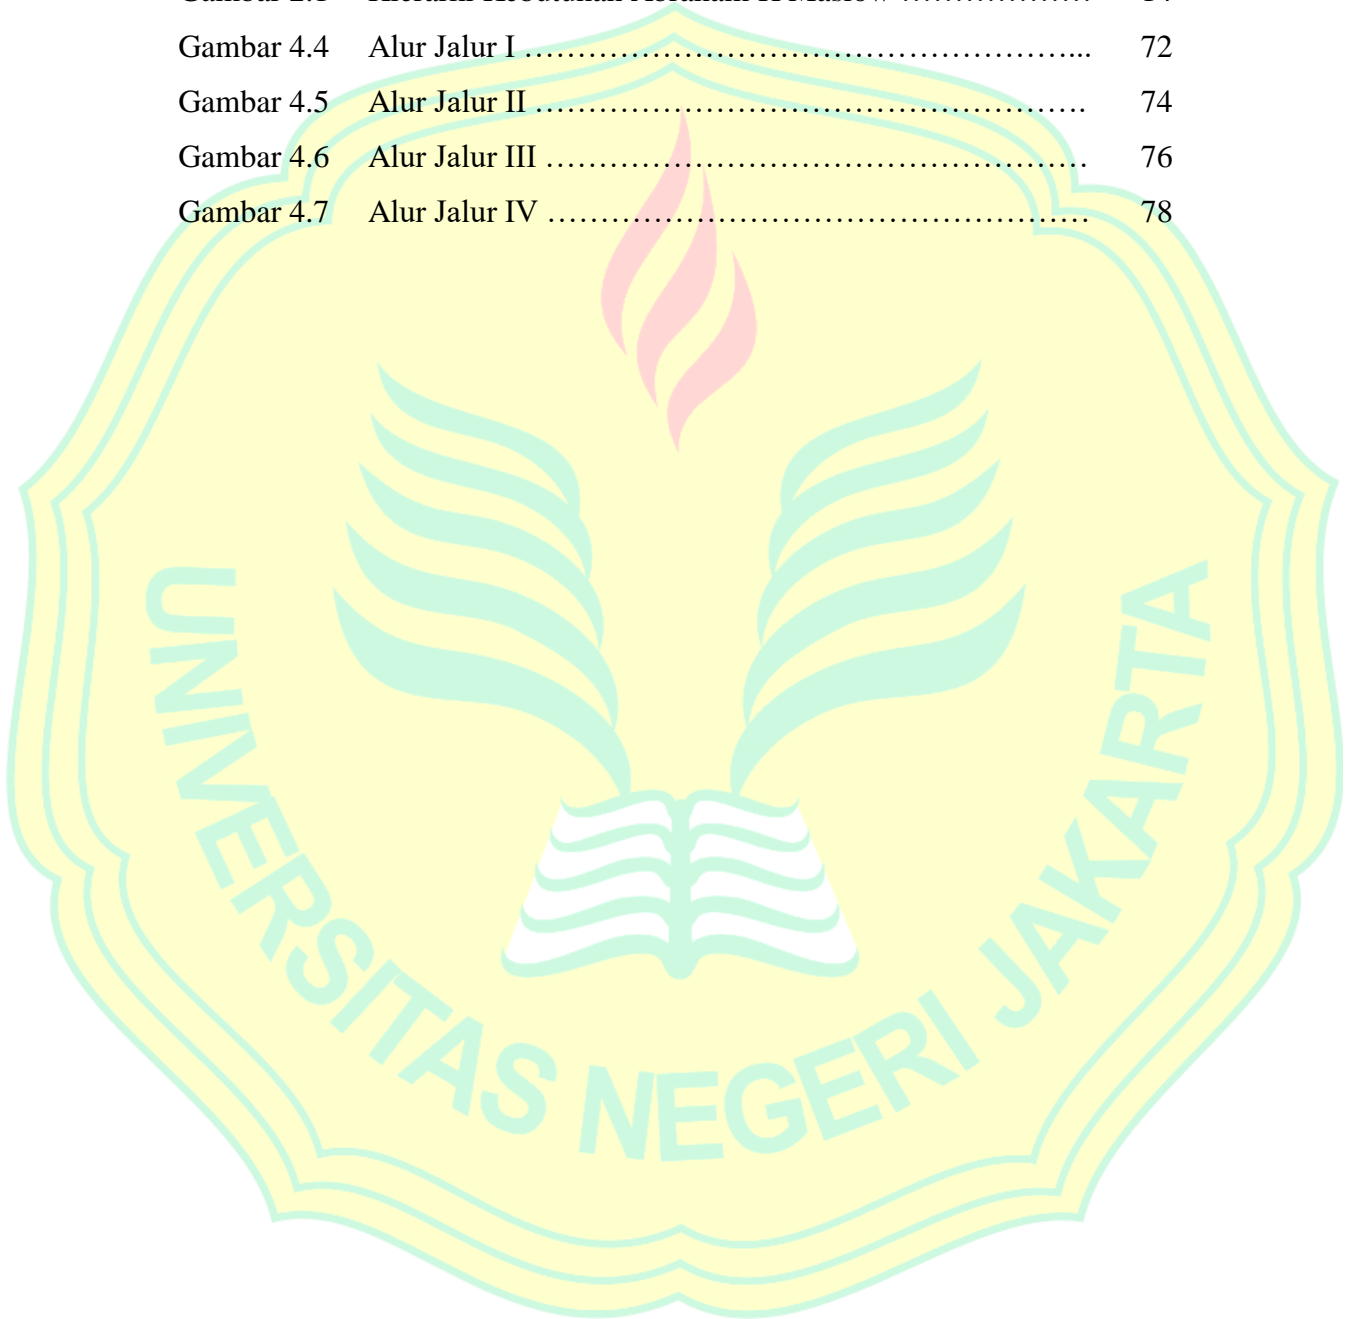 Gambar 4.4 Alur Jalur I ……………………………………………... 72
Gambar 4.5 Alur Jalur II ……………………………………………. 74
Gambar 4.6 Alur Jalur III …………………………………………… 76
Gambar 4.7 Alur Jalur IV …………………………………………… 78
UNIVERSITAS NEGERI JAKARTA